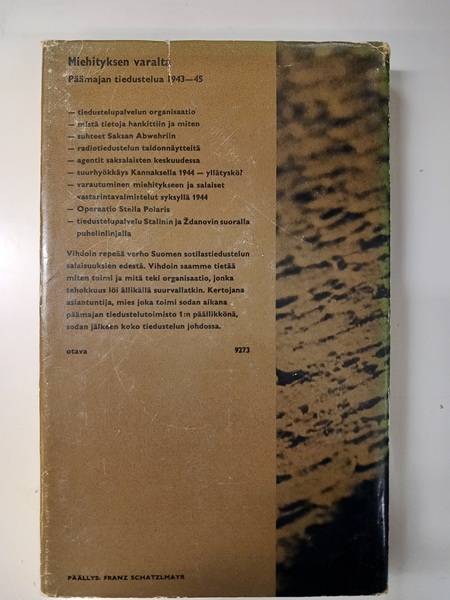 Miehityksen varalta
Päämajan tiedustelua 1943—45
— tiedustelupalvelun organisaatio
— mistä tietoja hankittiin ja miten
— suhteet Saksan Abwehriin
— radiotiedustelun taidonnäytteitä
— agentit saksalaisten keskuudessa
— suurhyökkäys Kannaksella 1944 — yllätyskö?
— varautuminen miehitykseen ja salaiset
vastarintavalmistelut syksyllä 1944
— Operaatio Stella Polaris
— tiedustelupalvelu Stalinin ja Ždanovin suoralla
puhelinlinjalla
Vihdoin repeää verho Suomen sotilastiedustelun
salaisuuksien edestä. Vihdoin saamme tietää
miten toimi ja mitä teki organisaatio, jonka
tehokkuus löi ällikällä suurvallatkin. Kertojana
asiantuntija, mies joka toimi sodan aikana
päämajan tiedustelutoimisto 1:n päällikkönä,
sodan jälkeen koko tiedustelun johdossa.
otava 9273
PÄÄLLYS: FRANZ SCHATZLMAYR